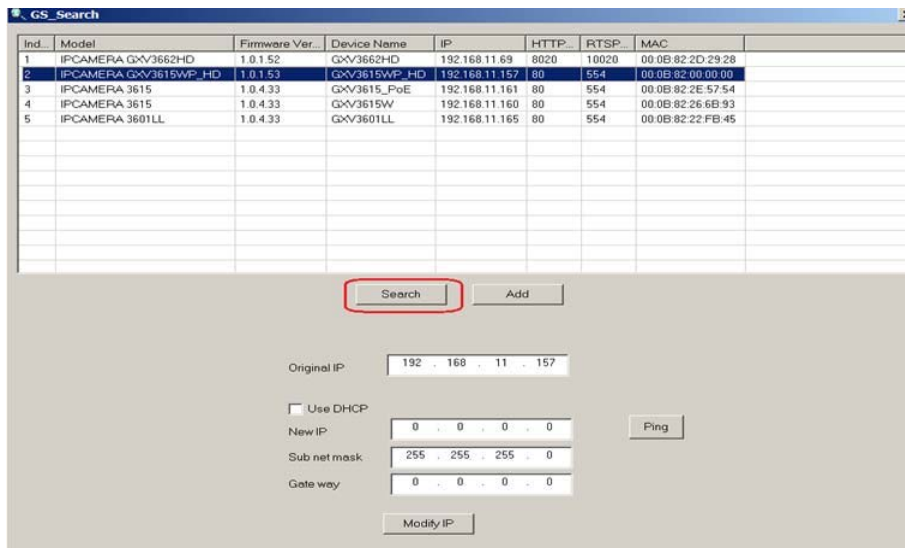 GS_Search
Ind... Model Firmware Ver... Device Name IP HTTP... RTSP... MAC
1 IPCAMERA GXV3662HD 1.0.1.52 GXV3662HD 192.168.11.69 8020 10020 00:0B:82:2D:29:28
2 IPCAMERA GXV3615WP_HD 1.0.1.53 GXV3615WP_HD 192.168.11.157 80 554 00:0B:82:00:00:00
3 IPCAMERA 3615 1.0.4.33 GXV3615_PoE 192.168.11.161 80 554 00:0B:82:2E:57:54
4 IPCAMERA 3615 1.0.4.33 GXV3615W 192.168.11.160 80 554 00:0B:82:26:6B:93
5 IPCAMERA 3601LL 1.0.4.33 GXV3601LL 192.168.11.165 80 554 00:0B:82:22:FB:45
Search Add
Original IP 192 . 168 . 11 . 157
Use DHCP
New IP 0 . 0 . 0 . 0 Ping
Sub net mask 255 . 255 . 255 . 0
Gate way 0 . 0 . 0 . 0
Modify IP